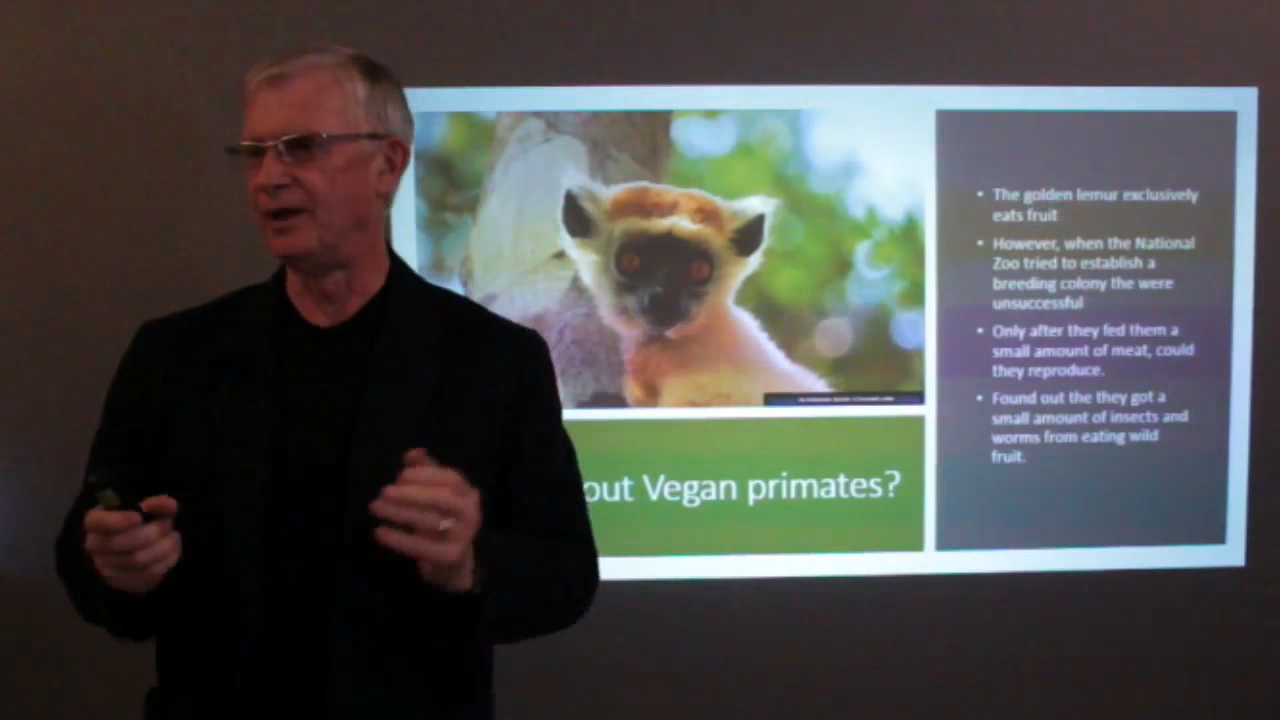 • The golden lemur exclusively
eats fruit
• However, when the National
Zoo tried to establish a
breeding colony the were
unsuccessful
• Only after they fed them a
small amount of meat, could
they reproduce.
• Found out the they got a
small amount of insects and
worms from eating wild
fruit.
out Vegan primates?